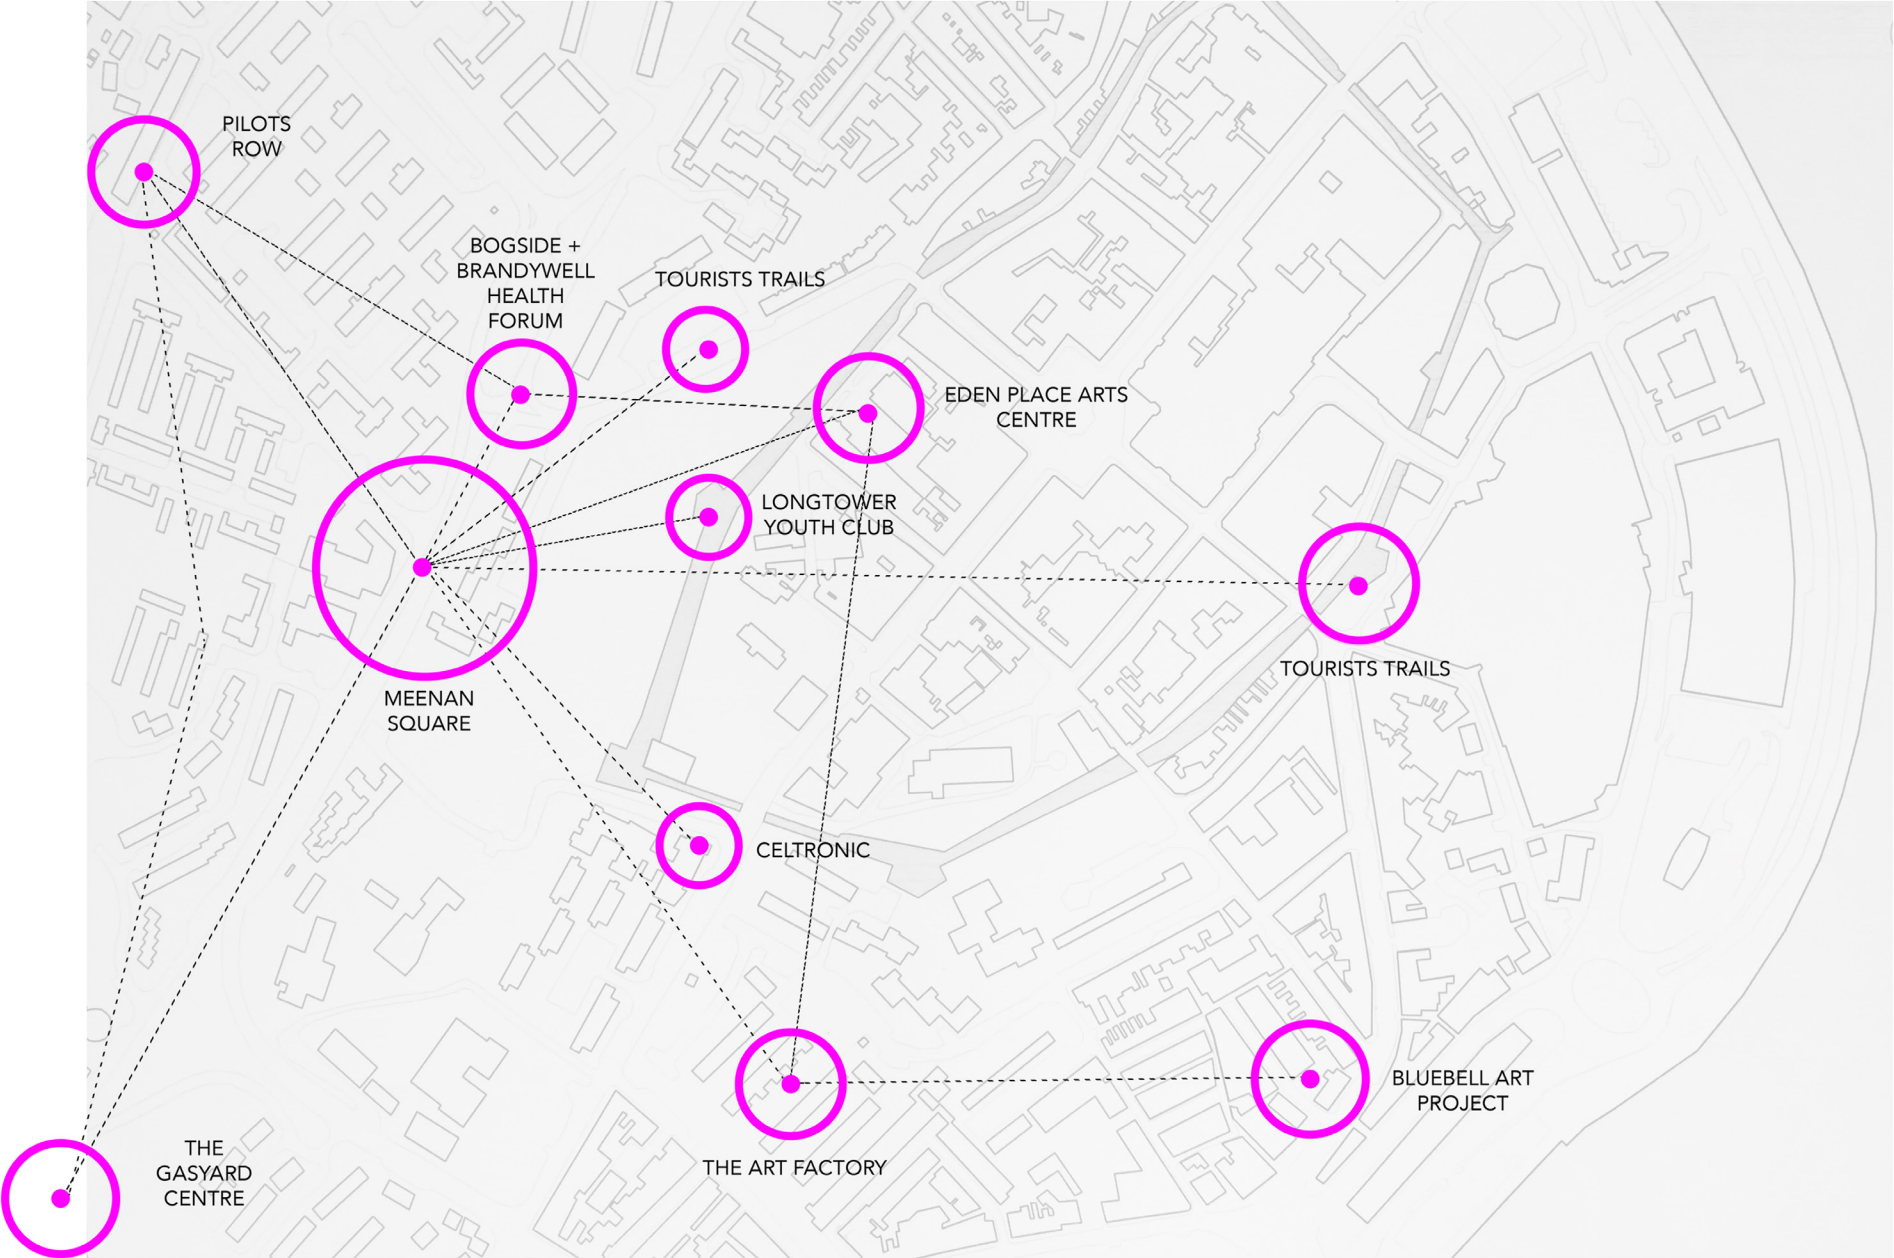 PILOTS
ROW
BOGSIDE +
BRANDYWELL
HEALTH
FORUM
TOURISTS TRAILS
EDEN PLACE ARTS
CENTRE
LONGTOWER
YOUTH CLUB
TOURISTS TRAILS
MEENAN
SQUARE
CELTRONIC
BLUEBELL ART
PROJECT
THE ART FACTORY
THE
GASYARD
CENTRE